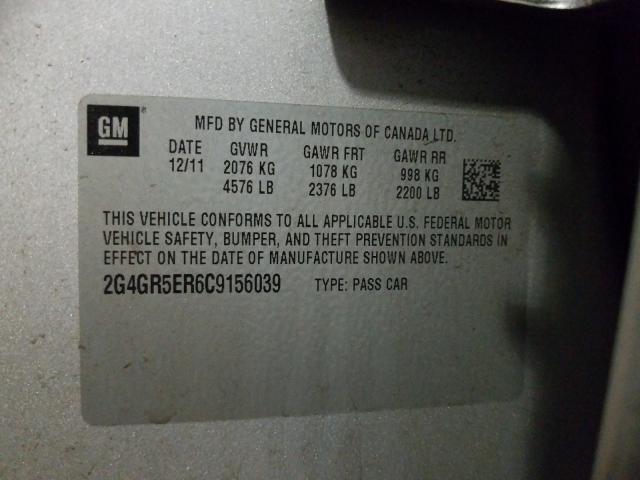 GM
MFD BY GENERAL MOTORS OF CANADA LTD.
DATE GVWR GAWR FRT GAWR RR
12/11 2076 KG 1078 KG 998 KG
4576 LB 2376 LB 2200 LB
THIS VEHICLE CONFORMS TO ALL APPLICABLE U.S. FEDERAL MOTOR
VEHICLE SAFETY, BUMPER, AND THEFT PREVENTION STANDARDS IN
EFFECT ON THE DATE OF MANUFACTURE SHOWN ABOVE.
2G4GR5ER6C9156039 TYPE: PASS CAR